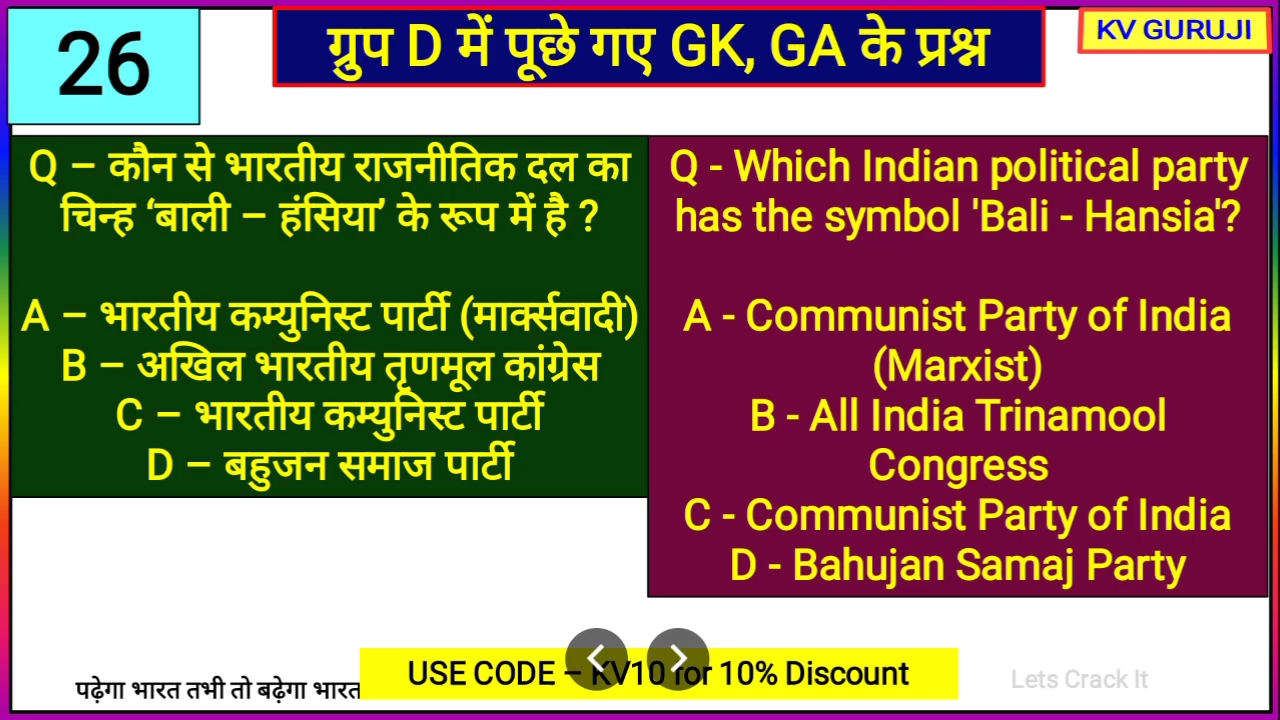 26
ग्रुप D में पूछे गए GK, GA के प्रश्न
KV GURUJI
Q – कौन से भारतीय राजनीतिक दल का
चिन्ह ‘बाली – हंसिया’ के रूप में है ?
A – भारतीय कम्युनिस्ट पार्टी (मार्क्सवादी)
B – अखिल भारतीय तृणमूल कांग्रेस
C – भारतीय कम्युनिस्ट पार्टी
D – बहुजन समाज पार्टी
Q - Which Indian political party
has the symbol 'Bali - Hansia'?
A - Communist Party of India
(Marxist)
B - All India Trinamool
Congress
C - Communist Party of India
D - Bahujan Samaj Party
पढ़ेगा भारत तभी तो बढ़ेगा भारत
USE CODE – KV10 for 10% Discount
Lets Crack It